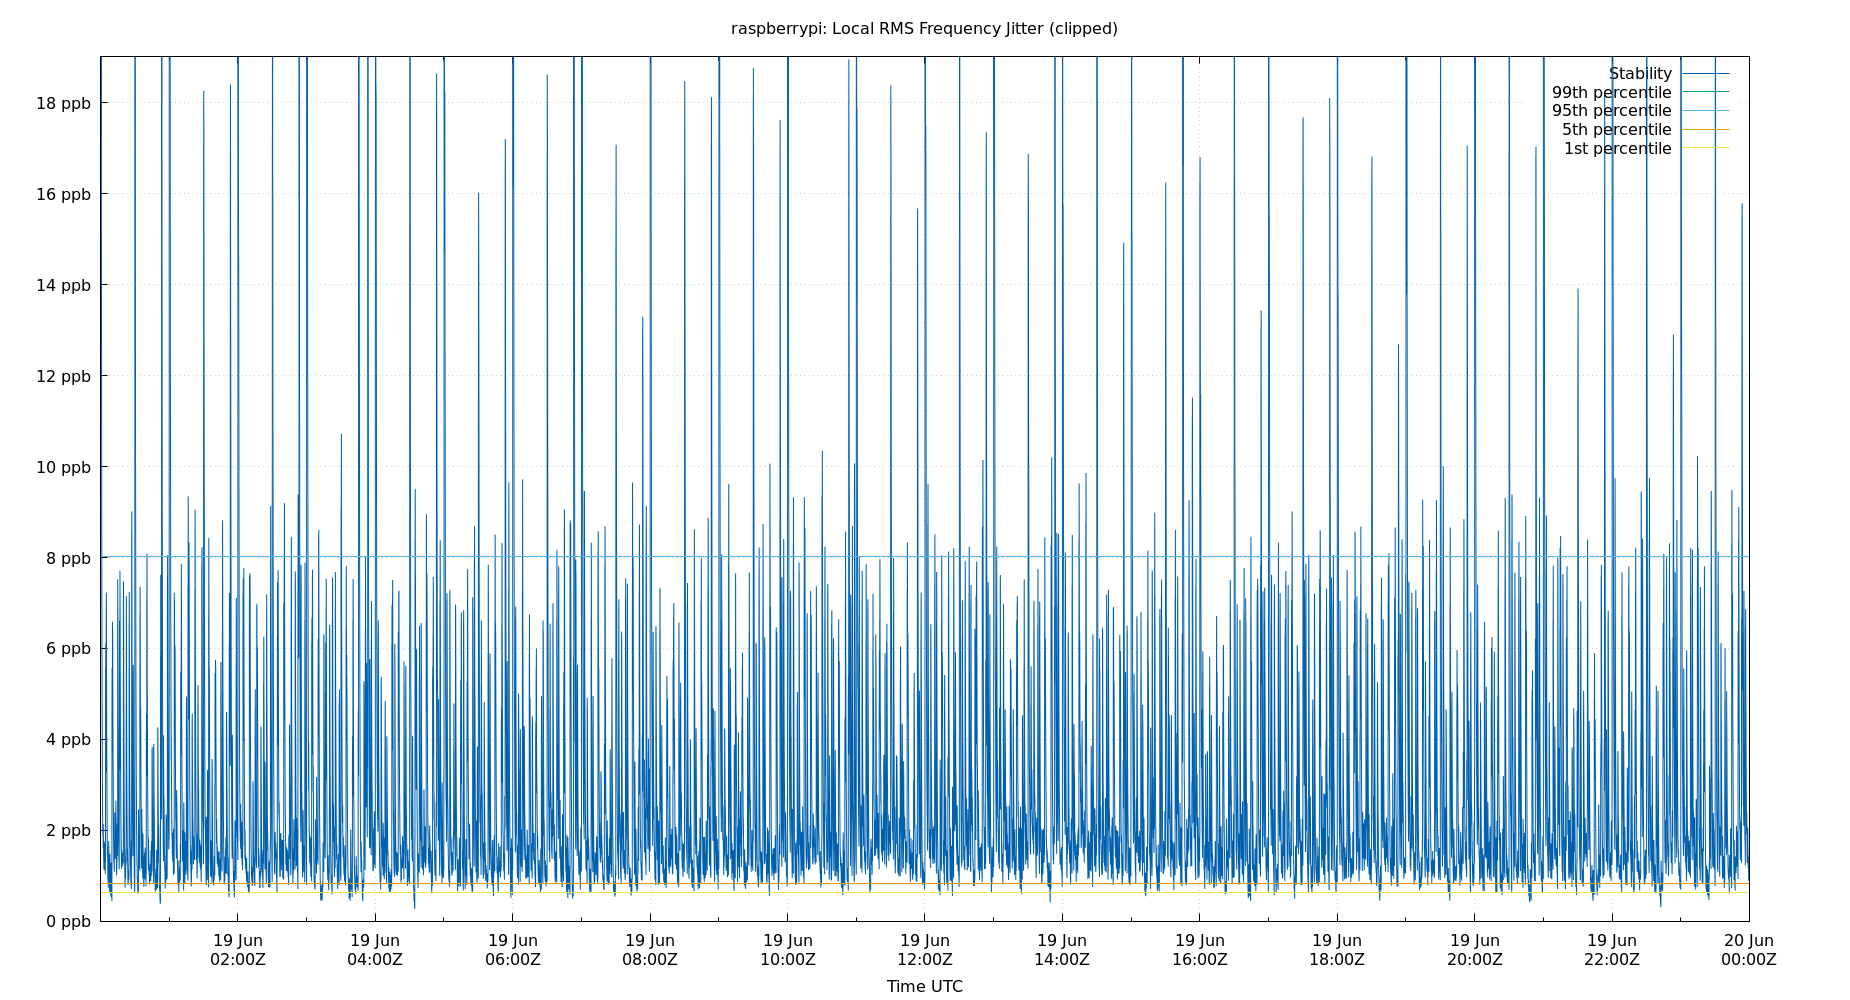 raspberrypi: Local RMS Frequency Jitter (clipped)
Stability
99th percentile
95th percentile
5th percentile
1st percentile
18 ppb
16 ppb
14 ppb
12 ppb
10 ppb
8 ppb
6 ppb
4 ppb
2 ppb
0 ppb
19 Jun 19 Jun 19 Jun 19 Jun 19 Jun 19 Jun 19 Jun 19 Jun 19 Jun 19 Jun 19 Jun 20 Jun
02:00Z 04:00Z 06:00Z 08:00Z 10:00Z 12:00Z 14:00Z 16:00Z 18:00Z 20:00Z 22:00Z 00:00Z
Time UTC